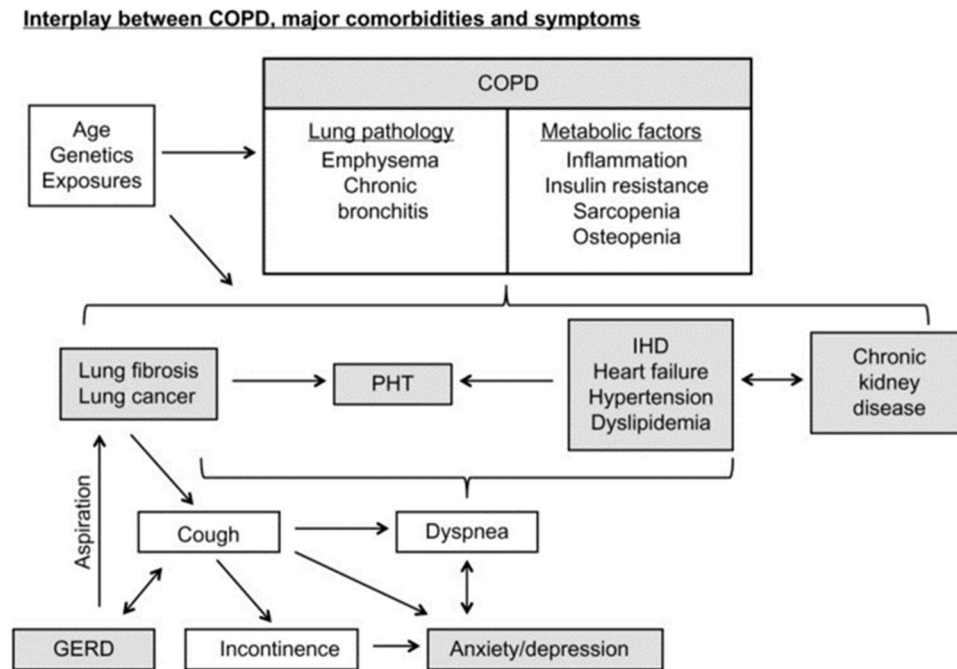 Interplay between COPD, major comorbidities and symptoms
COPD
Age
Genetics
Exposures
Lung pathology
Emphysema
Chronic
bronchitis
Metabolic factors
Inflammation
Insulin resistance
Sarcopenia
Osteopenia
Lung fibrosis
Lung cancer
PHT
IHD
Heart failure
Hypertension
Dyslipidemia
Chronic
kidney
disease
Aspiration
Cough
Dyspnea
GERD
Incontinence
Anxiety/depression